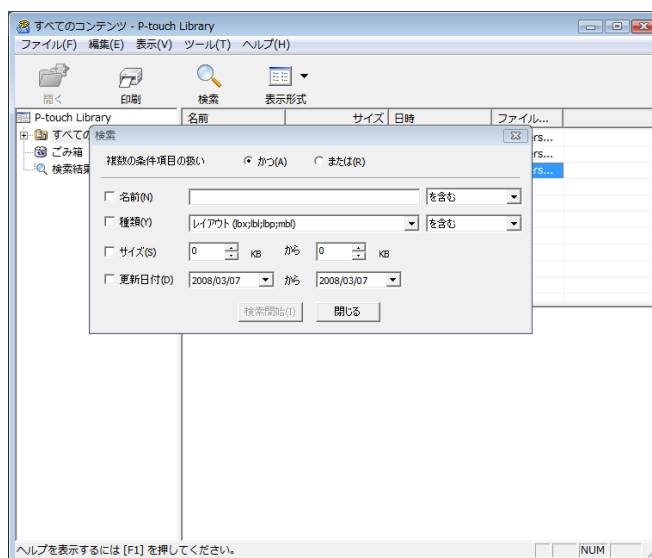 すべてのコンテンツ - P-touch Library
ファイル(F) 編集(E) 表示(V) ツール(T) ヘルプ(H)
開く 印刷 検索 表示形式
P-touch Library 名前 サイズ 日時 ファイル...
すべての
ごみ箱
検索結果
検索
複数の条件項目の扱い かつ(A) または(R)
名前(N) を含む
種類(Y) レイアウト (lbx;lbl;lbp;mbl) を含む
サイズ(S) 0 KB から 0 KB
更新日付(D) 2008/03/07 から 2008/03/07
検索開始(I) 閉じる
ers...
ers...
ers...
ヘルプを表示するには [F1] を押してください。 NUM